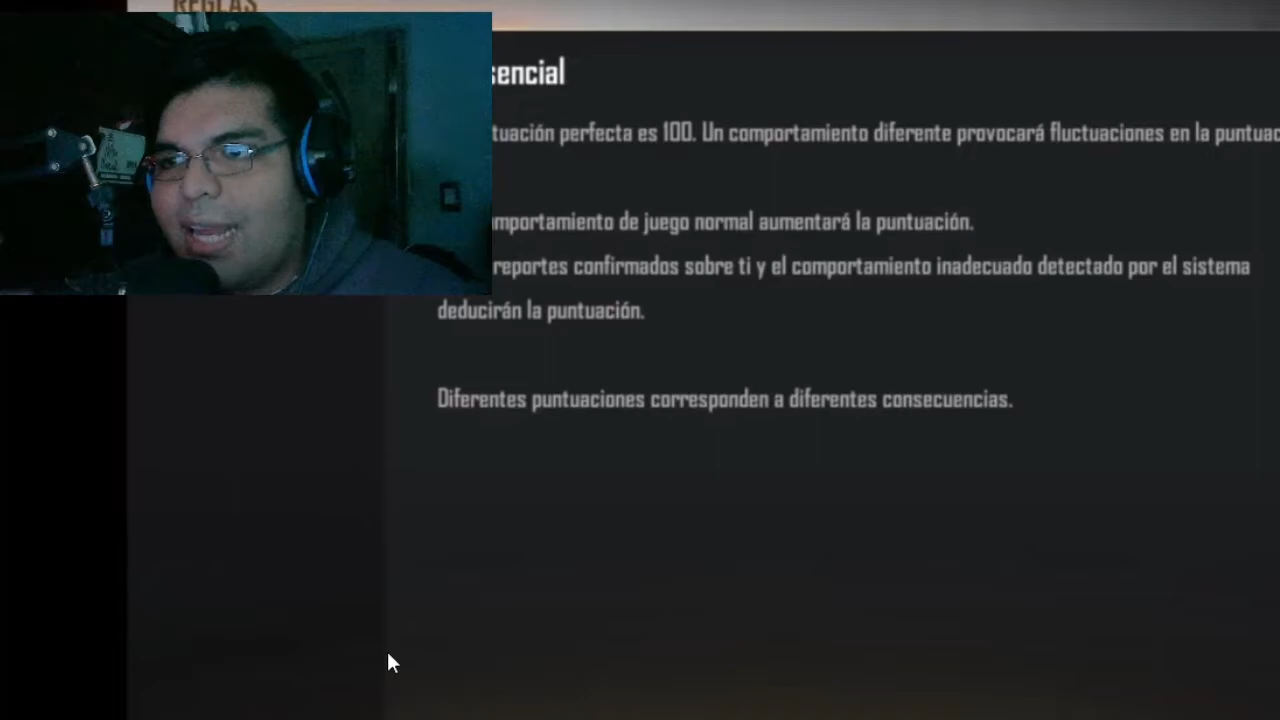 REGLAS
sencial
tuación perfecta es 100. Un comportamiento diferente provocará fluctuaciones en la puntuac
mportamiento de juego normal aumentará la puntuación.
reportes confirmados sobre ti y el comportamiento inadecuado detectado por el sistema
deducirán la puntuación.
Diferentes puntuaciones corresponden a diferentes consecuencias.